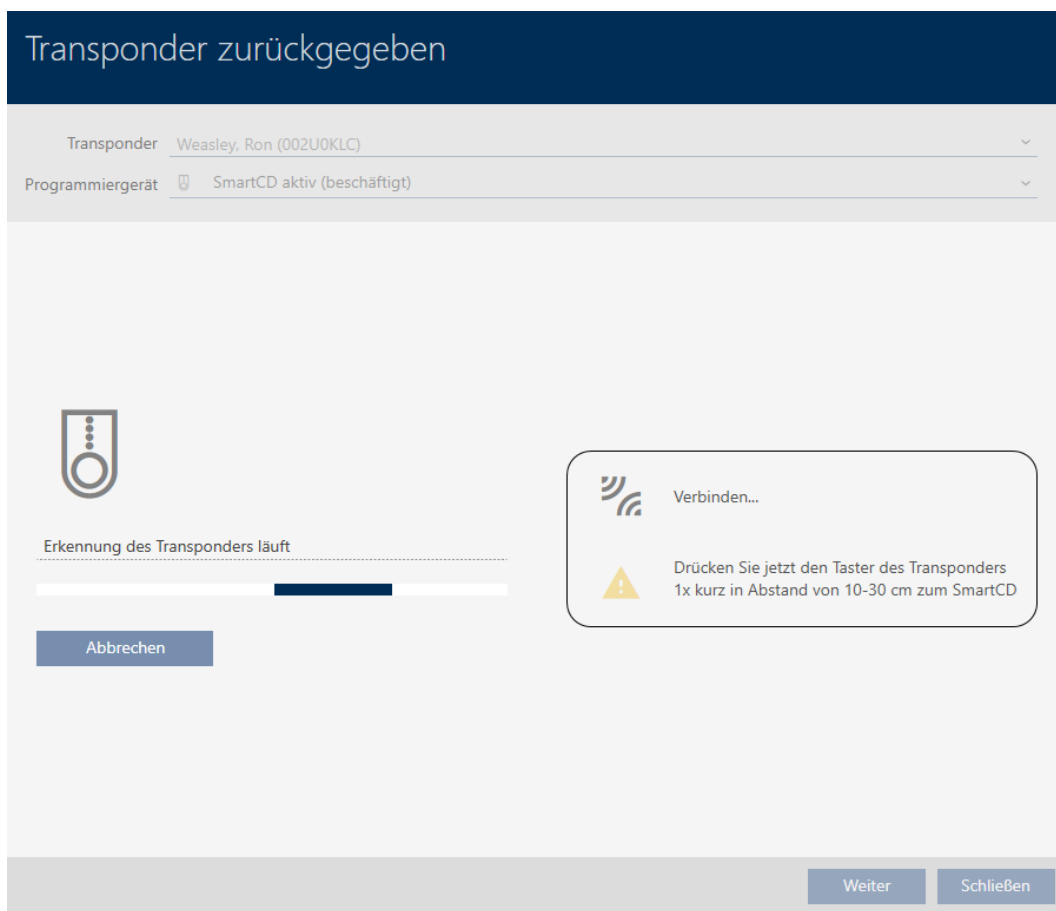 Transponder zurückgegeben
Transponder Weasley, Ron (002U0KLC)
Programmiergerät SmartCD aktiv (beschäftigt)
Verbinden...
Erkennung des Transponders läuft
Drücken Sie jetzt den Taster des Transponders
1x kurz in Abstand von 10-30 cm zum SmartCD
Abbrechen
Weiter Schließen